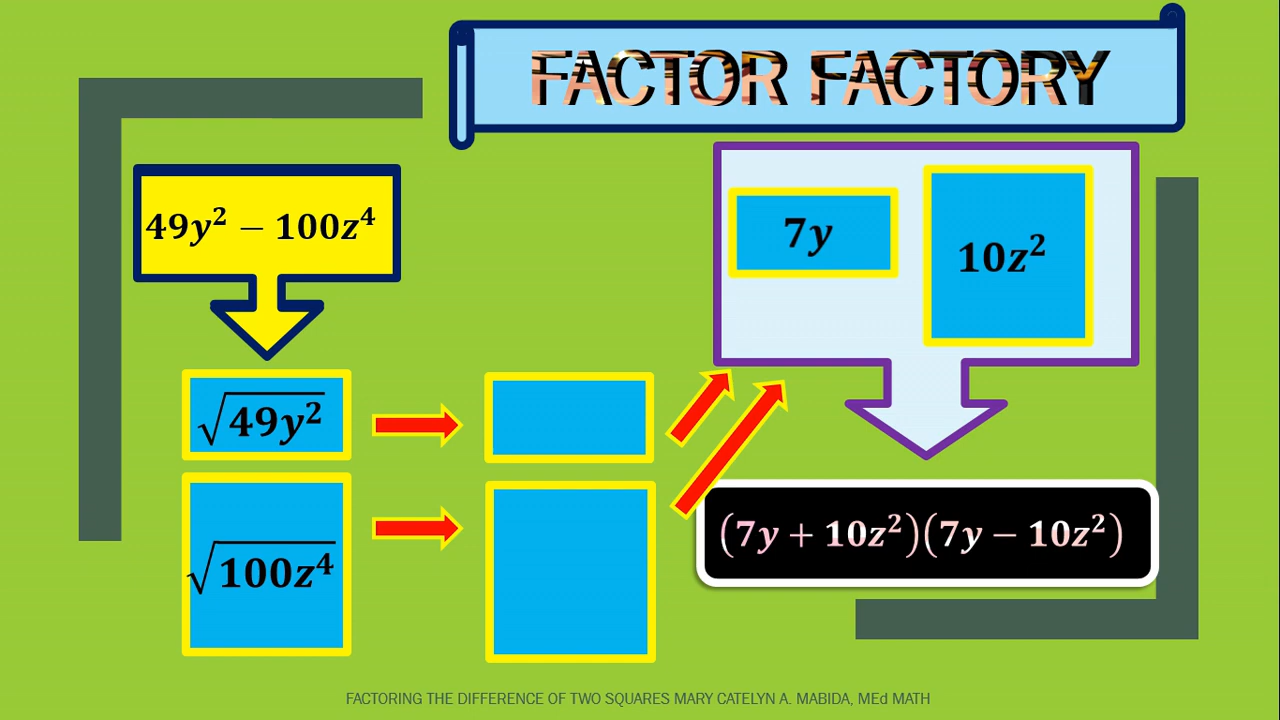 FACTOR FACTORY
49y² − 100z⁴
7y
10z²
√49y²
√100z⁴
(7y + 10z²)(7y − 10z²)
FACTORING THE DIFFERENCE OF TWO SQUARES MARY CATELYN A. MABIDA, MEd MATH